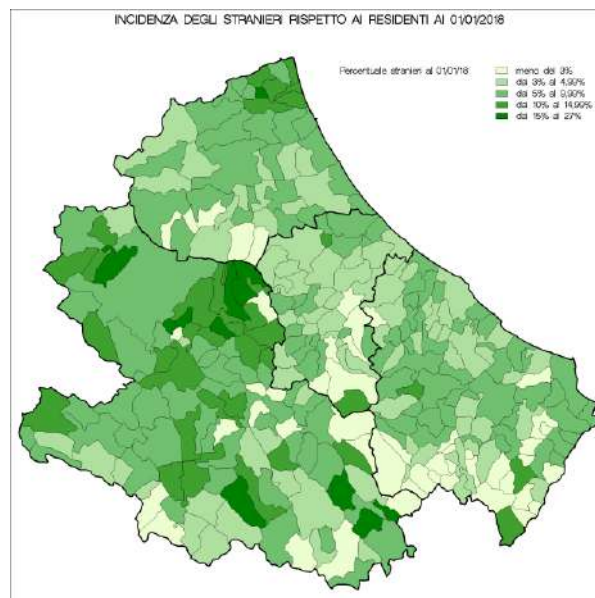 INCIDENZA DEGLI STRANIERI RISPETTO AI RESIDENTI AL 01/01/2018
Percentuale stranieri al 01/01/18
meno del 3%
dal 3% al 4,99%
dal 5% al 9,99%
dal 10% al 14,99%
dal 15% al 27%